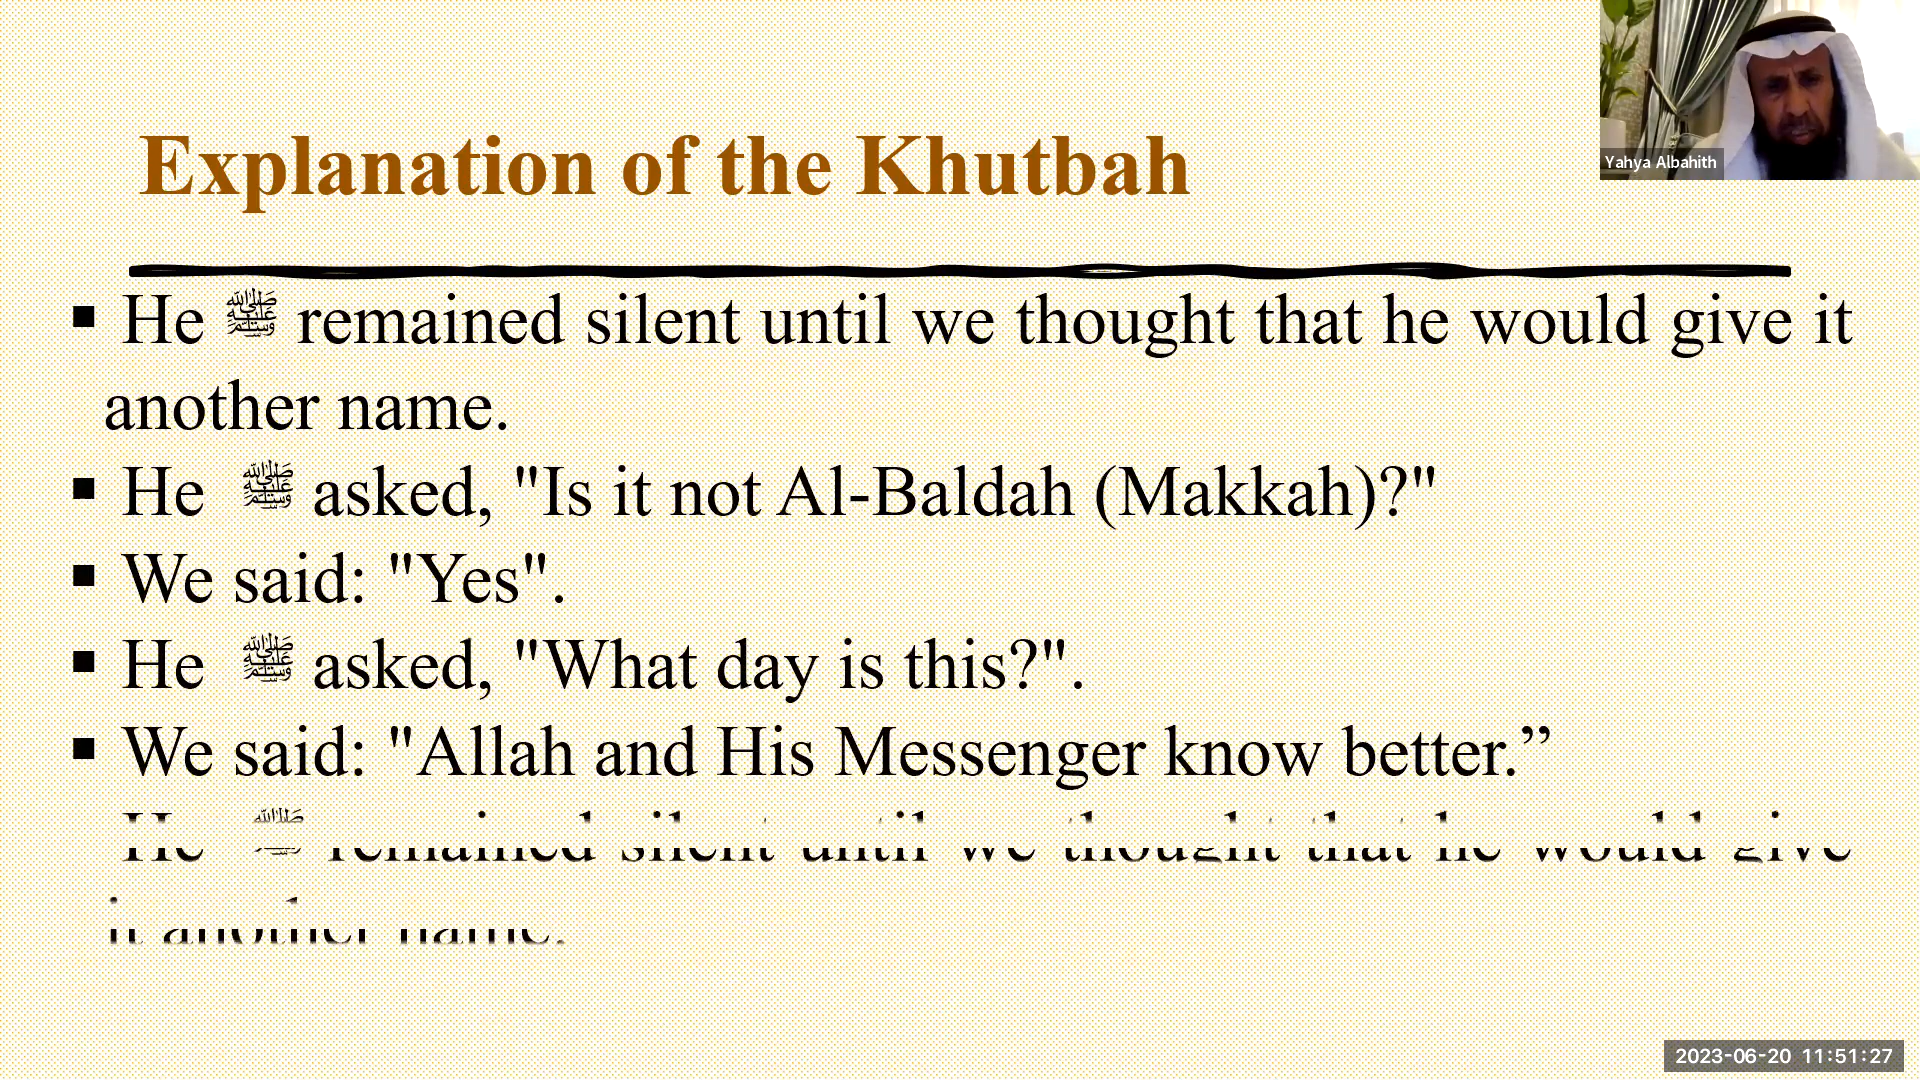 Explanation of the Khutbah
Yahya Albahith
▪ He ﷺ remained silent until we thought that he would give it
another name.
▪ He ﷺ asked, "Is it not Al-Baldah (Makkah)?"
▪ We said: "Yes".
▪ He ﷺ asked, "What day is this?".
▪ We said: "Allah and His Messenger know better.”
He ﷺ remained silent until we thought that he would give
it another name.
2023-06-20 11:51:27